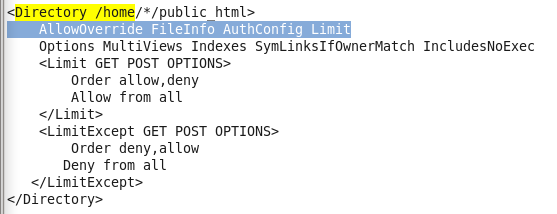 <Directory /home/*/public_html>
    AllowOverride FileInfo AuthConfig Limit
    Options MultiViews Indexes SymLinksIfOwnerMatch IncludesNoExec
    <Limit GET POST OPTIONS>
        Order allow,deny
        Allow from all
    </Limit>
    <LimitExcept GET POST OPTIONS>
        Order deny,allow
       Deny from all
   </LimitExcept>
</Directory>